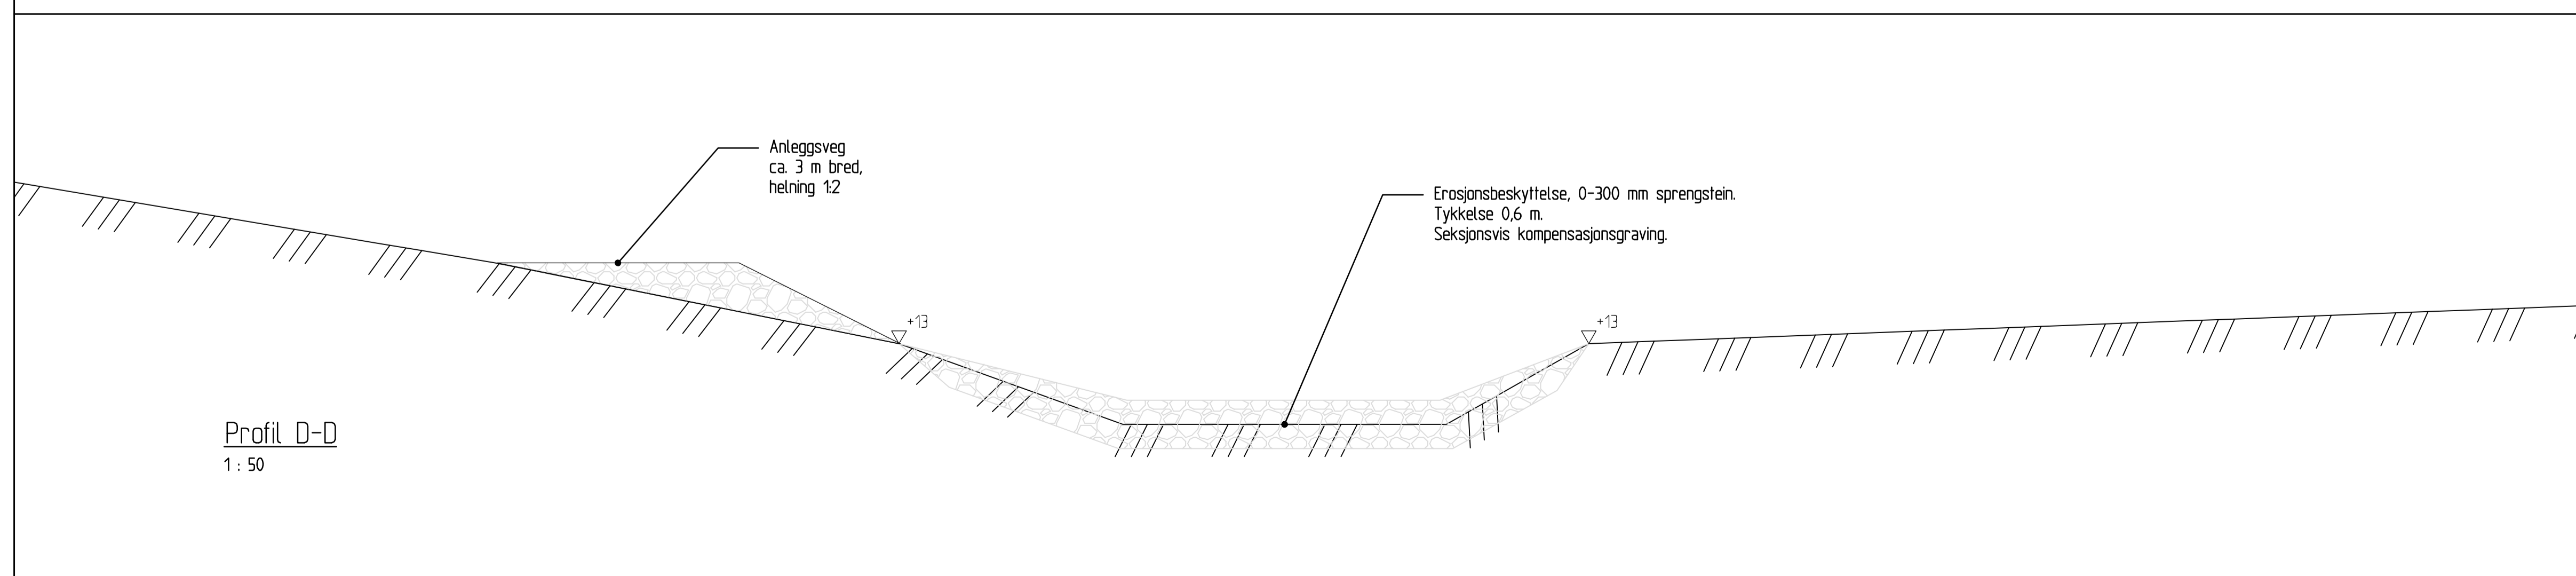 Anleggsveg
ca. 3 m bred,
helning 1:2
Erosjonsbeskyttelse, 0-300 mm sprengstein.
Tykkelse 0,6 m.
Seksjonsvis kompensasjonsgraving.
+13
+13
Profil D-D
1 : 50